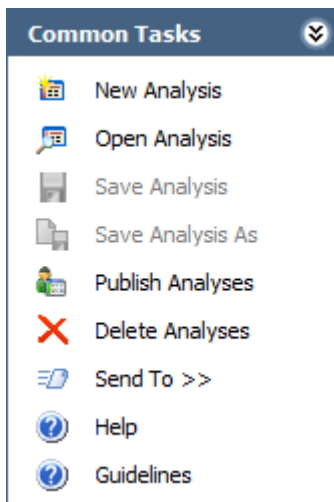 Common Tasks
New Analysis
Open Analysis
Save Analysis
Save Analysis As
Publish Analyses
Delete Analyses
Send To >>
Help
Guidelines